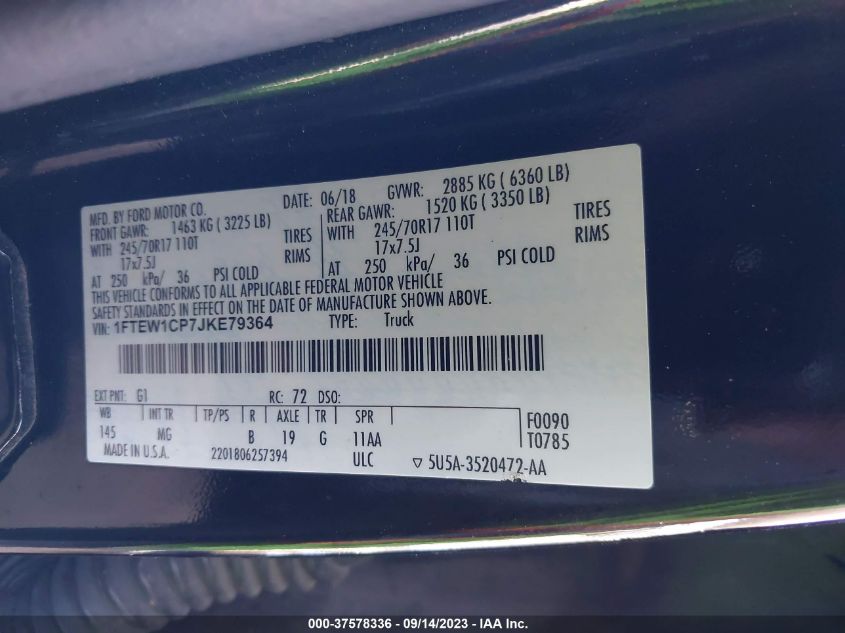 MFD. BY FORD MOTOR CO.
DATE: 06/18 GVWR: 2885 KG ( 6360 LB)
FRONT GAWR: 1463 KG ( 3225 LB)
REAR GAWR: 1520 KG ( 3350 LB)
WITH 245/70R17 110T TIRES
WITH 245/70R17 110T TIRES
17x7.5J RIMS
17x7.5J RIMS
AT 250 kPa/ 36 PSI COLD
AT 250 kPa/ 36 PSI COLD
THIS VEHICLE CONFORMS TO ALL APPLICABLE FEDERAL MOTOR VEHICLE
SAFETY STANDARDS IN EFFECT ON THE DATE OF MANUFACTURE SHOWN ABOVE.
VIN: 1FTEW1CP7JKE79364 TYPE: Truck
EXT PNT: G1 RC: 72 DSO:
WB INT TR TP/PS R AXLE TR SPR
145 MG B 19 G 11AA
F0090
T0785
MADE IN U.S.A. 2201806257394 ULC ▽ 5U5A-3520472-AA
000-37578336 - 09/14/2023 - IAA Inc.